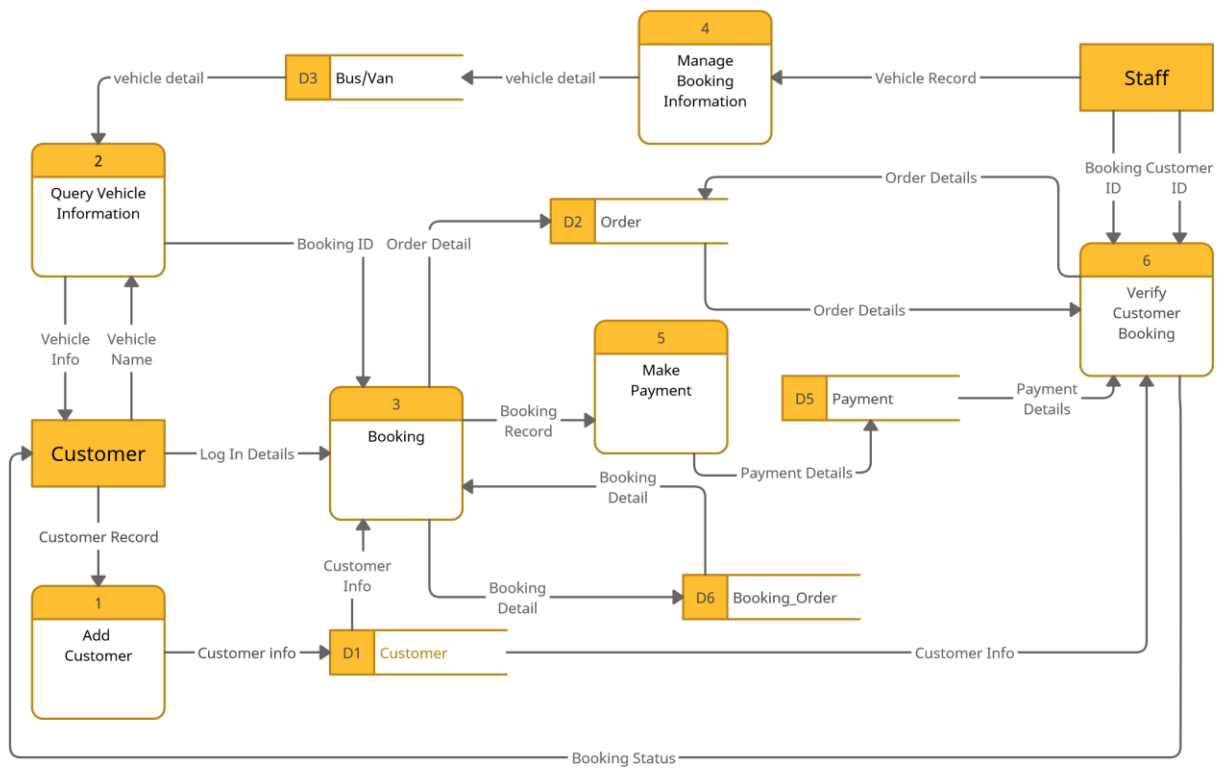 4
Manage
Booking
Information
D3 Bus/Van
vehicle detail
vehicle detail
Vehicle Record
Staff
2
Query Vehicle
Information
Booking
ID
Customer
ID
Order Details
D2 Order
Booking ID
Order Detail
6
Verify
Customer
Booking
Order Details
Vehicle
Info
Vehicle
Name
5
Make
Payment
D5 Payment
Payment
Details
3
Booking
Booking
Record
Customer
Log In Details
Payment Details
Booking
Detail
Customer Record
Customer
Info
Booking
Detail
D6 Booking_Order
1
Add
Customer
Customer info
D1 Customer
Customer Info
Booking Status